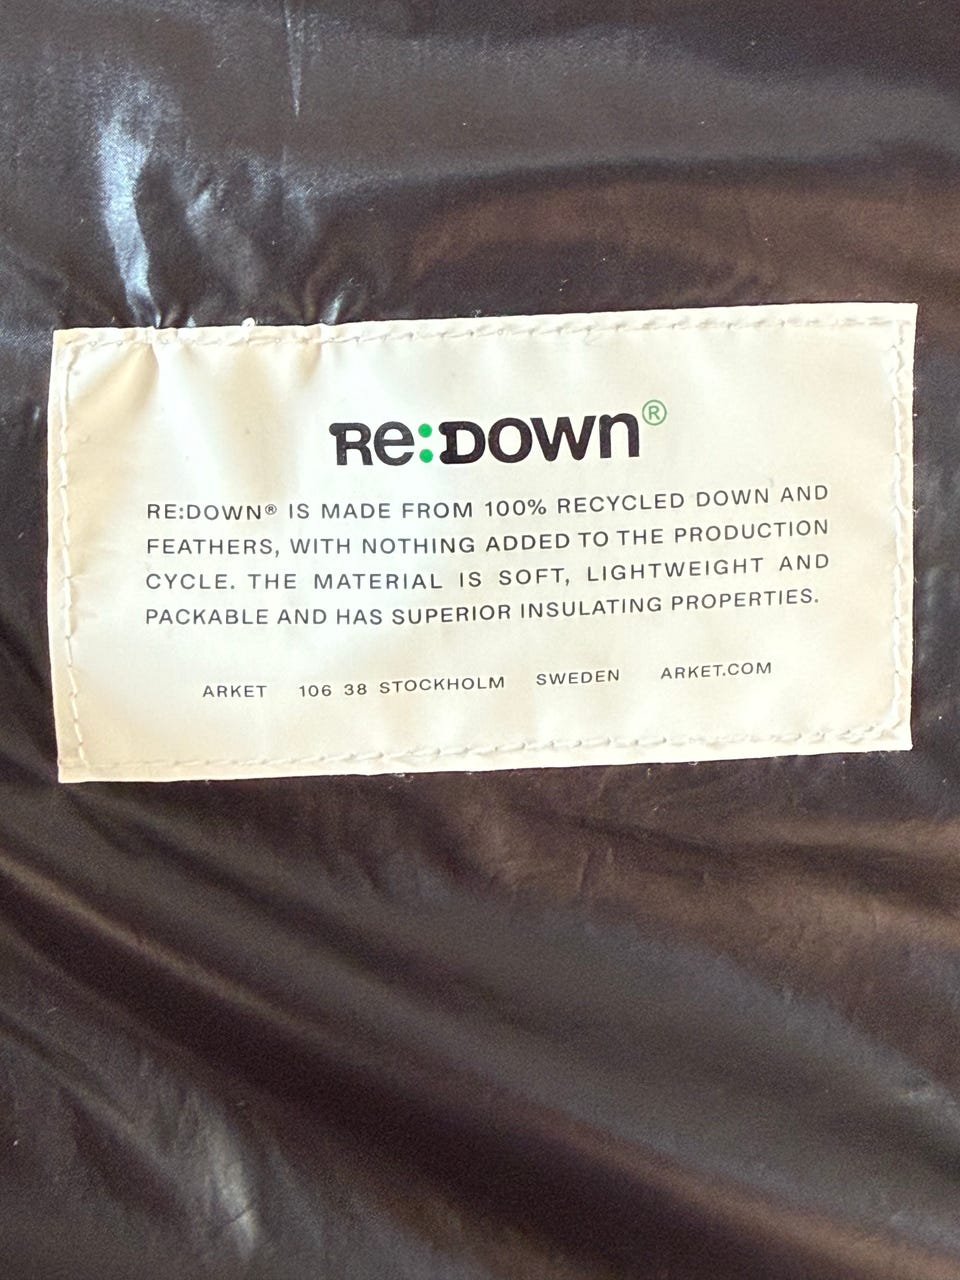 Re:Down®
RE:DOWN® IS MADE FROM 100% RECYCLED DOWN AND
FEATHERS, WITH NOTHING ADDED TO THE PRODUCTION
CYCLE. THE MATERIAL IS SOFT, LIGHTWEIGHT AND
PACKABLE AND HAS SUPERIOR INSULATING PROPERTIES.
ARKET 106 38 STOCKHOLM SWEDEN ARKET.COM